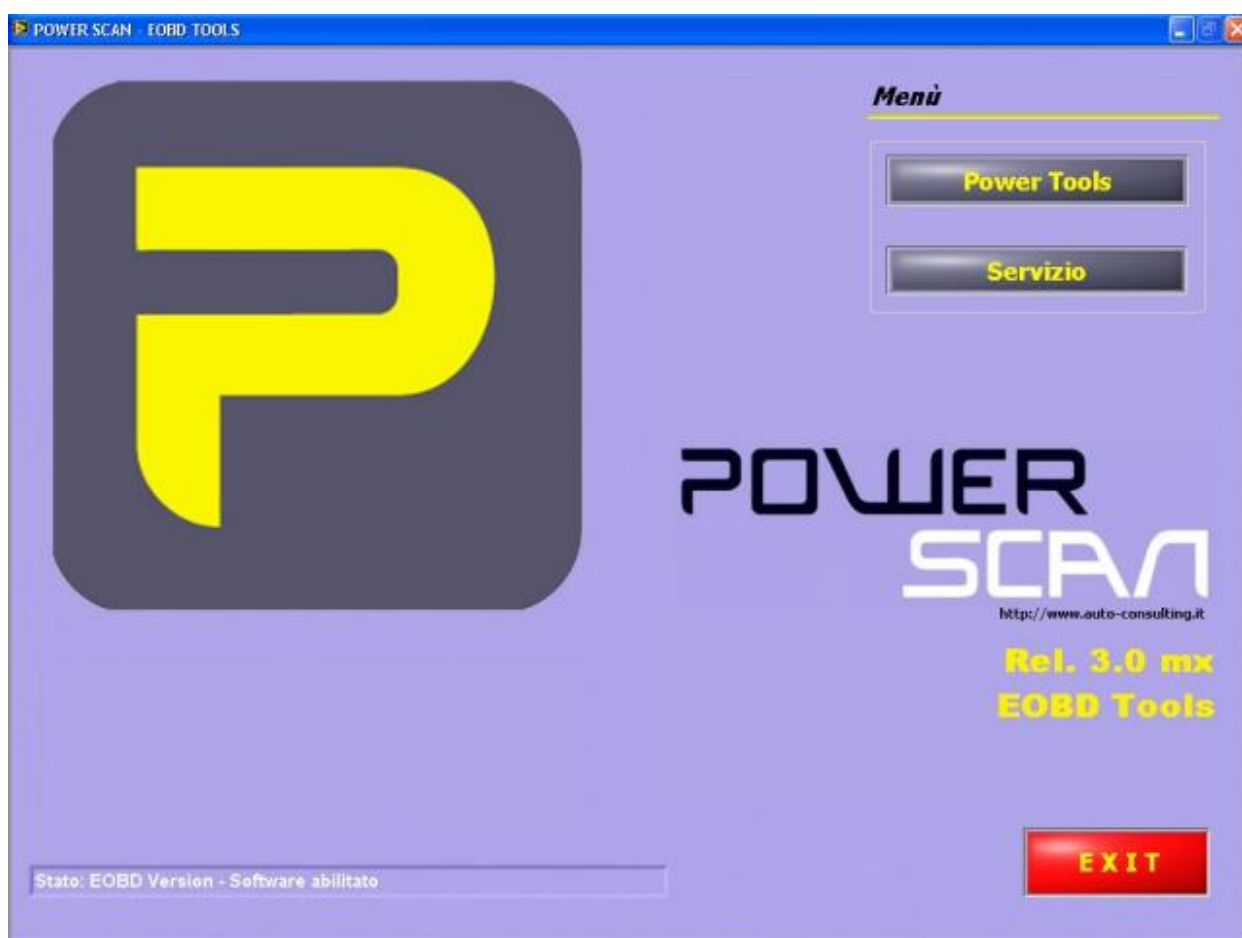 POWER SCAN - EOBD TOOLS
Menù
Power Tools
Servizio
POWER
SCAN
http://www.auto-consulting.it
Rel. 3.0 mx
EOBD Tools
EXIT
Stato: EOBD Version - Software abilitato